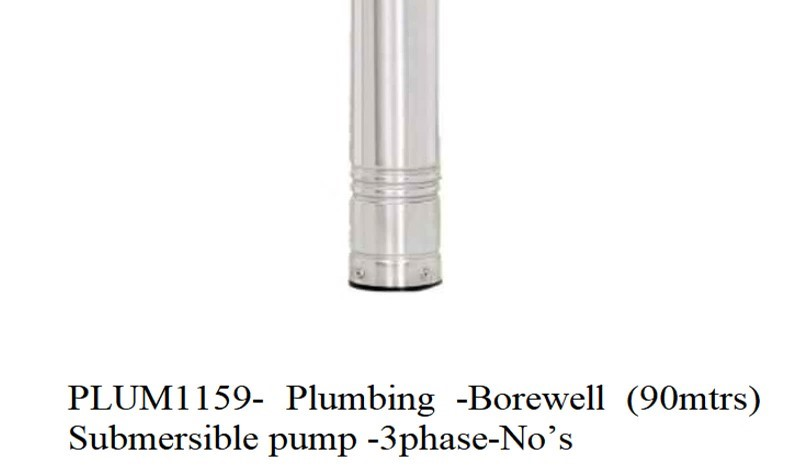 PLUM1159- Plumbing -Borewell (90mtrs)
Submersible pump -3phase-No’s